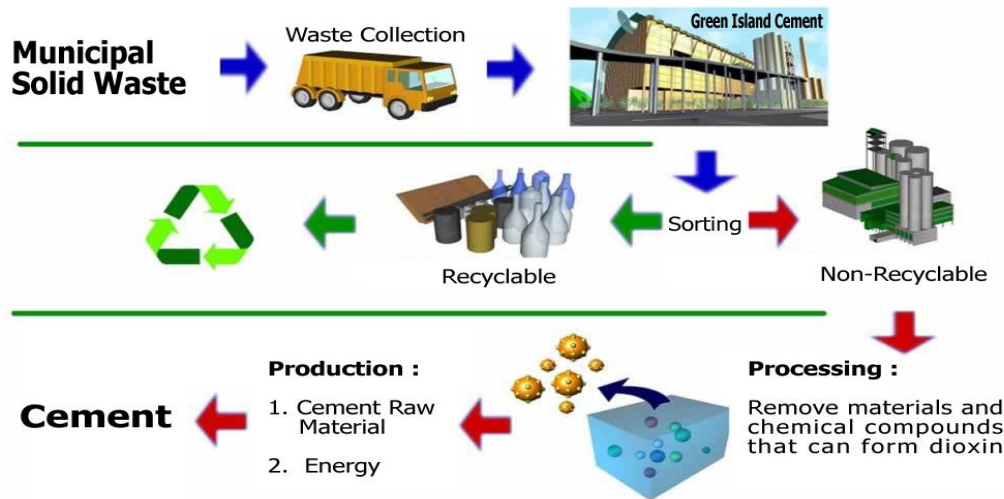 Municipal
Solid Waste
Waste Collection
Green Island Cement
Recyclable
Sorting
Non-Recyclable
Cement
Production :
1. Cement Raw
Material
2. Energy
Processing :
Remove materials and
chemical compounds
that can form dioxin